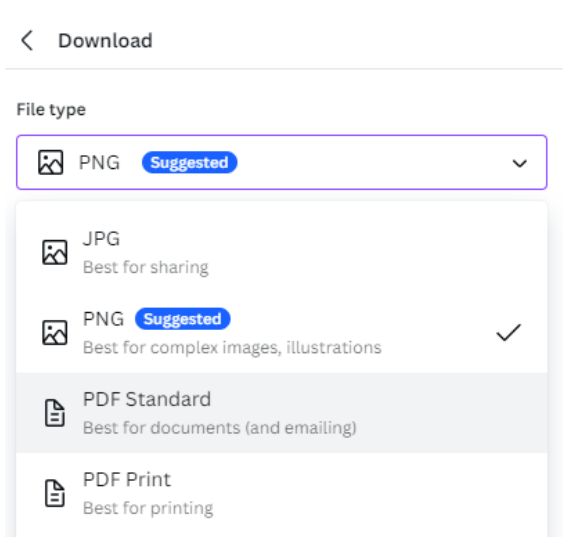 Download
File type
PNG Suggested
JPG
Best for sharing
PNG Suggested
Best for complex images, illustrations
PDF Standard
Best for documents (and emailing)
PDF Print
Best for printing